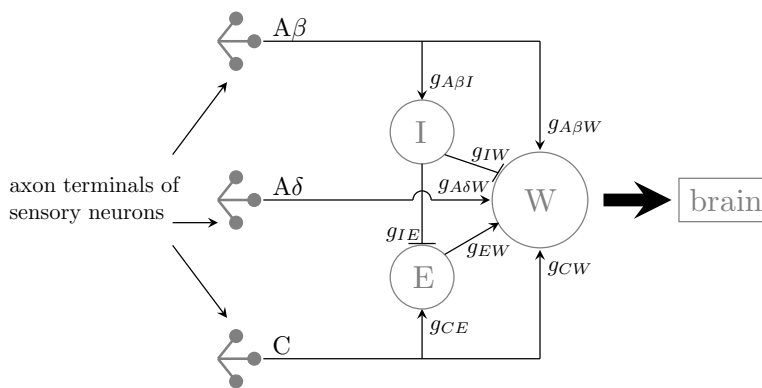 Aβ
g_{AβI}
I
g_{AβW}
g_{IW}
axon terminals of
sensory neurons
Aδ
g_{AδW}
W
brain
g_{IE}
g_{EW}
E
g_{CW}
g_{CE}
C